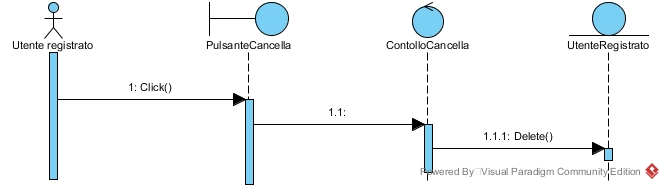 Utente registrato
PulsanteCancella
ContolloCancella
UtenteRegistrato
1: Click()
1.1:
1.1.1: Delete()
Powered By Visual Paradigm Community Edition